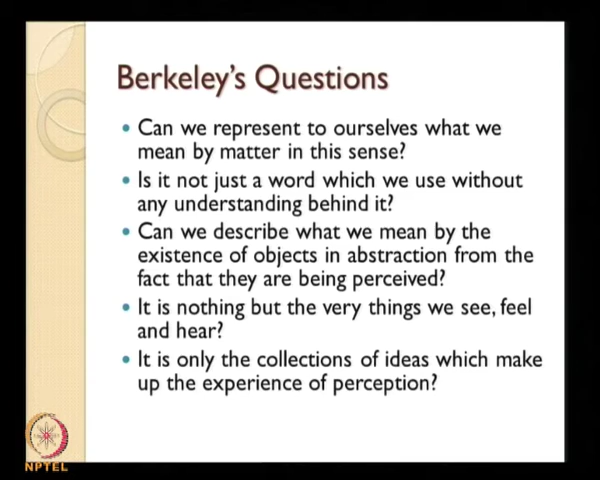 Berkeley's Questions
• Can we represent to ourselves what we
mean by matter in this sense?
• Is it not just a word which we use without
any understanding behind it?
• Can we describe what we mean by the
existence of objects in abstraction from the
fact that they are being perceived?
• It is nothing but the very things we see, feel
and hear?
• It is only the collections of ideas which make
up the experience of perception?
NPTEL